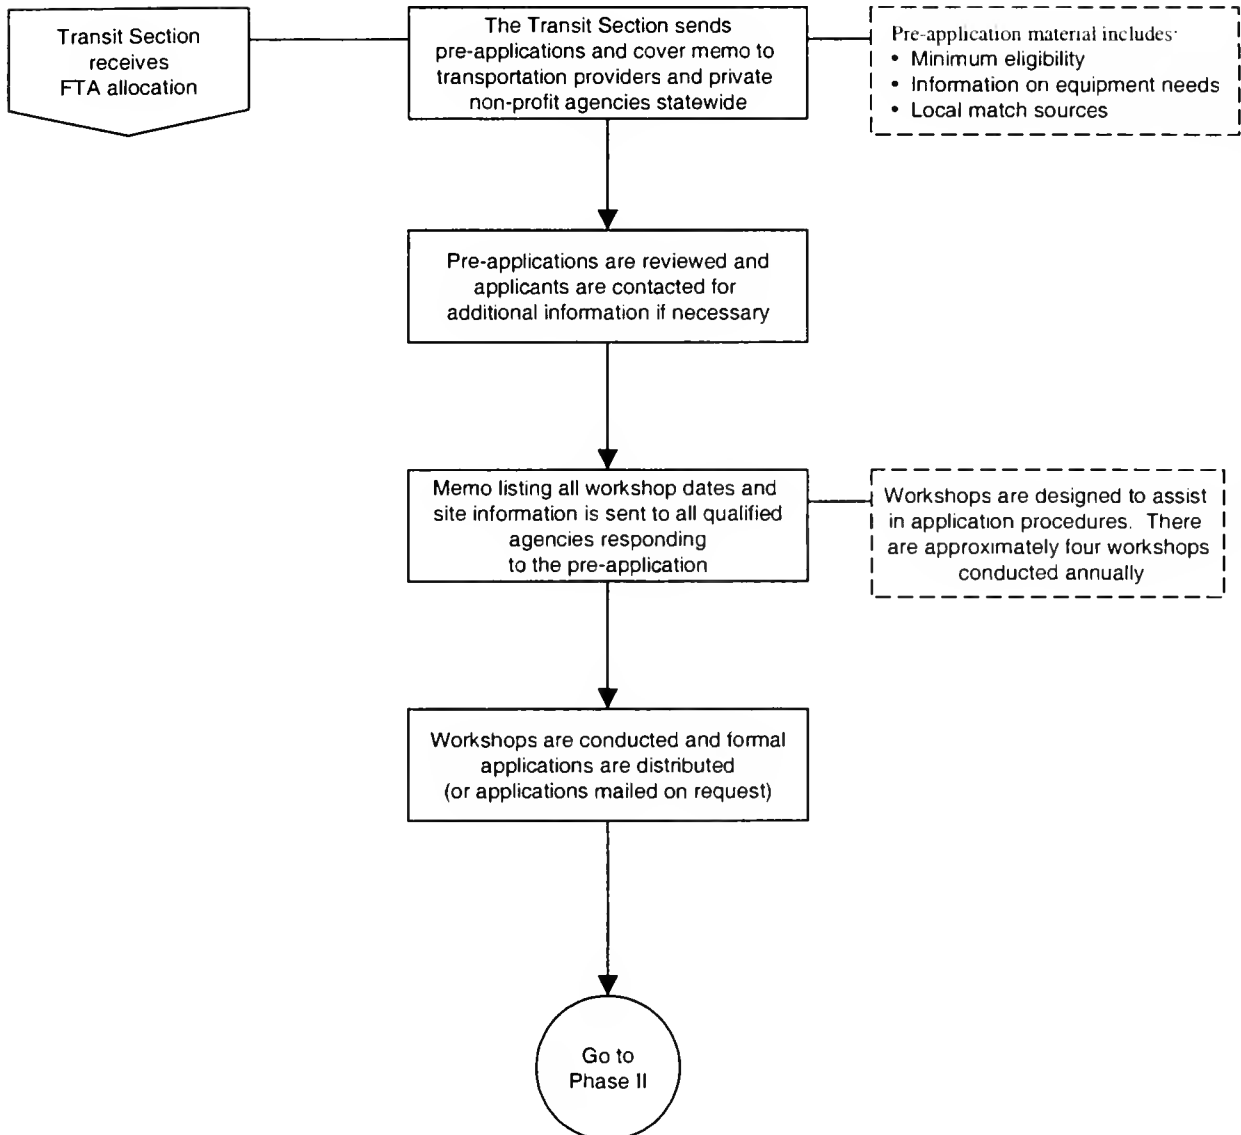 Transit Section
receives
FTA allocation
The Transit Section sends
pre-applications and cover memo to
transportation providers and private
non-profit agencies statewide
Pre-application material includes:
• Minimum eligibility
• Information on equipment needs
• Local match sources
Pre-applications are reviewed and
applicants are contacted for
additional information if necessary
Memo listing all workshop dates and
site information is sent to all qualified
agencies responding
to the pre-application
Workshops are designed to assist
in application procedures. There
are approximately four workshops
conducted annually
Workshops are conducted and formal
applications are distributed
(or applications mailed on request)
Go to
Phase II